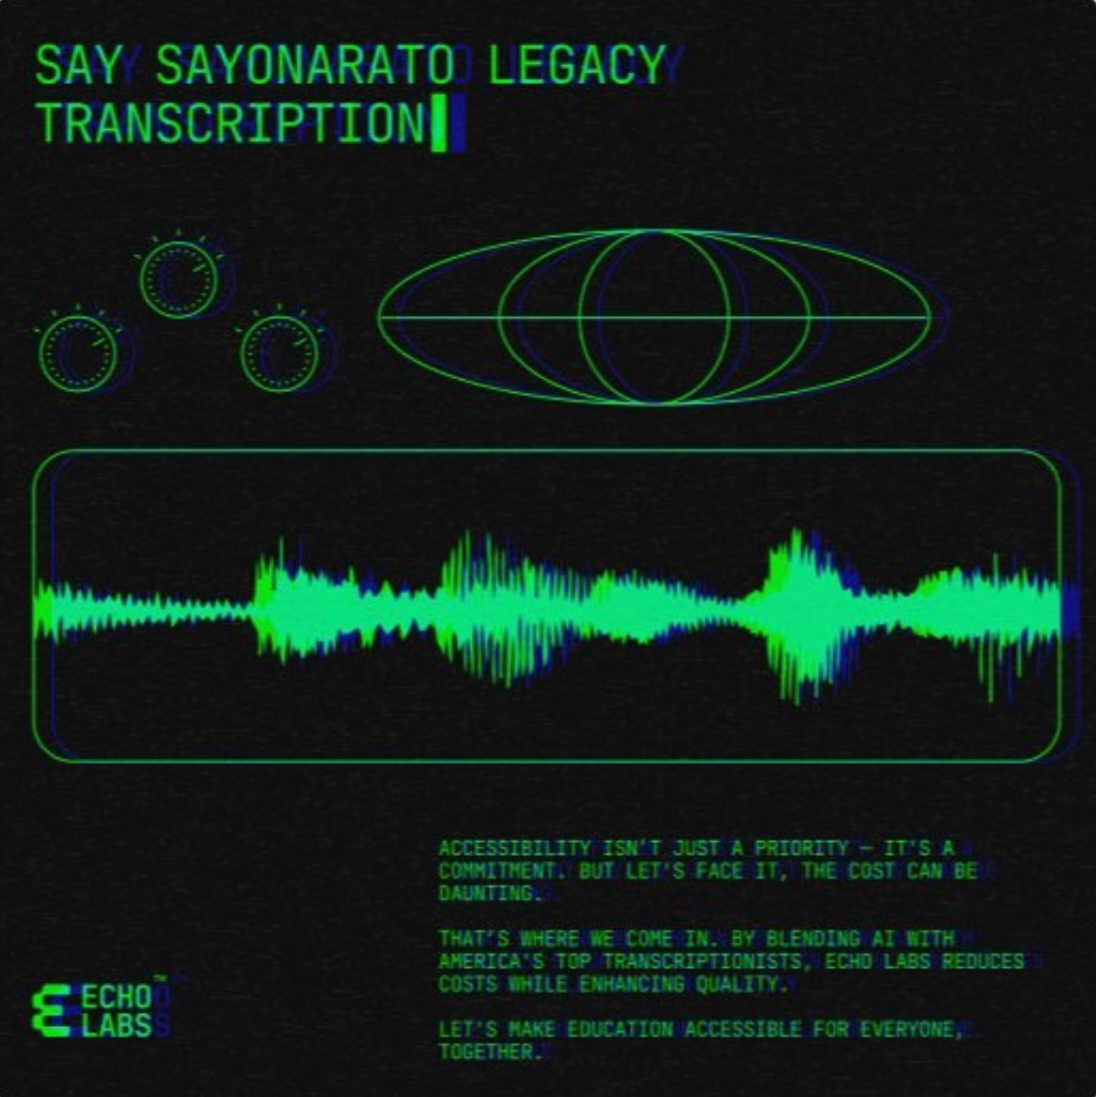 SAY SAYONARATO LEGACY
TRANSCRIPTION
ACCESSIBILITY ISN'T JUST A PRIORITY – IT'S A
COMMITMENT. BUT LET'S FACE IT, THE COST CAN BE
DAUNTING.
THAT'S WHERE WE COME IN. BY BLENDING AI WITH
AMERICA'S TOP TRANSCRIPTIONISTS, ECHO LABS REDUCES
COSTS WHILE ENHANCING QUALITY.
LET'S MAKE EDUCATION ACCESSIBLE FOR EVERYONE,
TOGETHER.
ECHO
LABS
™